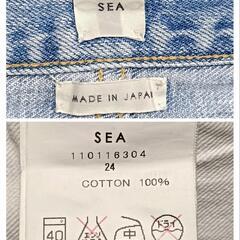 SEA
MADE IN JAPAN
SEA
110116304
24
COTTON 100%
40
中
ドライ